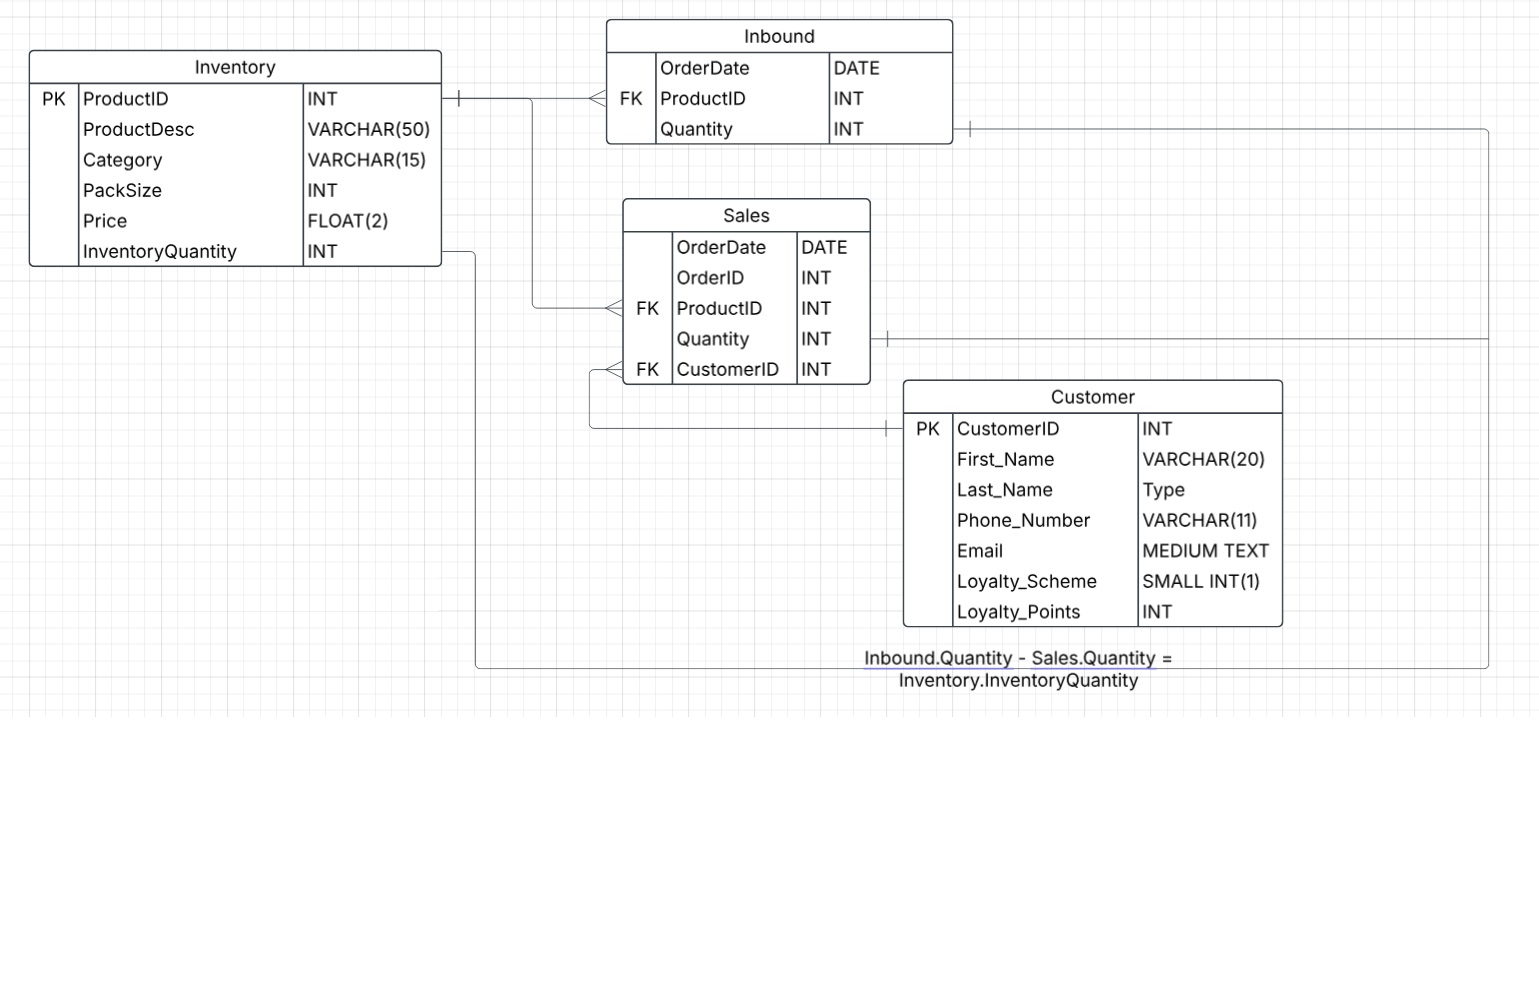 Inventory
PK ProductID INT
ProductDesc VARCHAR(50)
Category VARCHAR(15)
PackSize INT
Price FLOAT(2)
InventoryQuantity INT
Inbound
OrderDate DATE
FK ProductID INT
Quantity INT
Sales
OrderDate DATE
OrderID INT
FK ProductID INT
Quantity INT
FK CustomerID INT
Customer
PK CustomerID INT
First_Name VARCHAR(20)
Last_Name Type
Phone_Number VARCHAR(11)
Email MEDIUM TEXT
Loyalty_Scheme SMALL INT(1)
Loyalty_Points INT
Inbound.Quantity - Sales.Quantity =
Inventory.InventoryQuantity